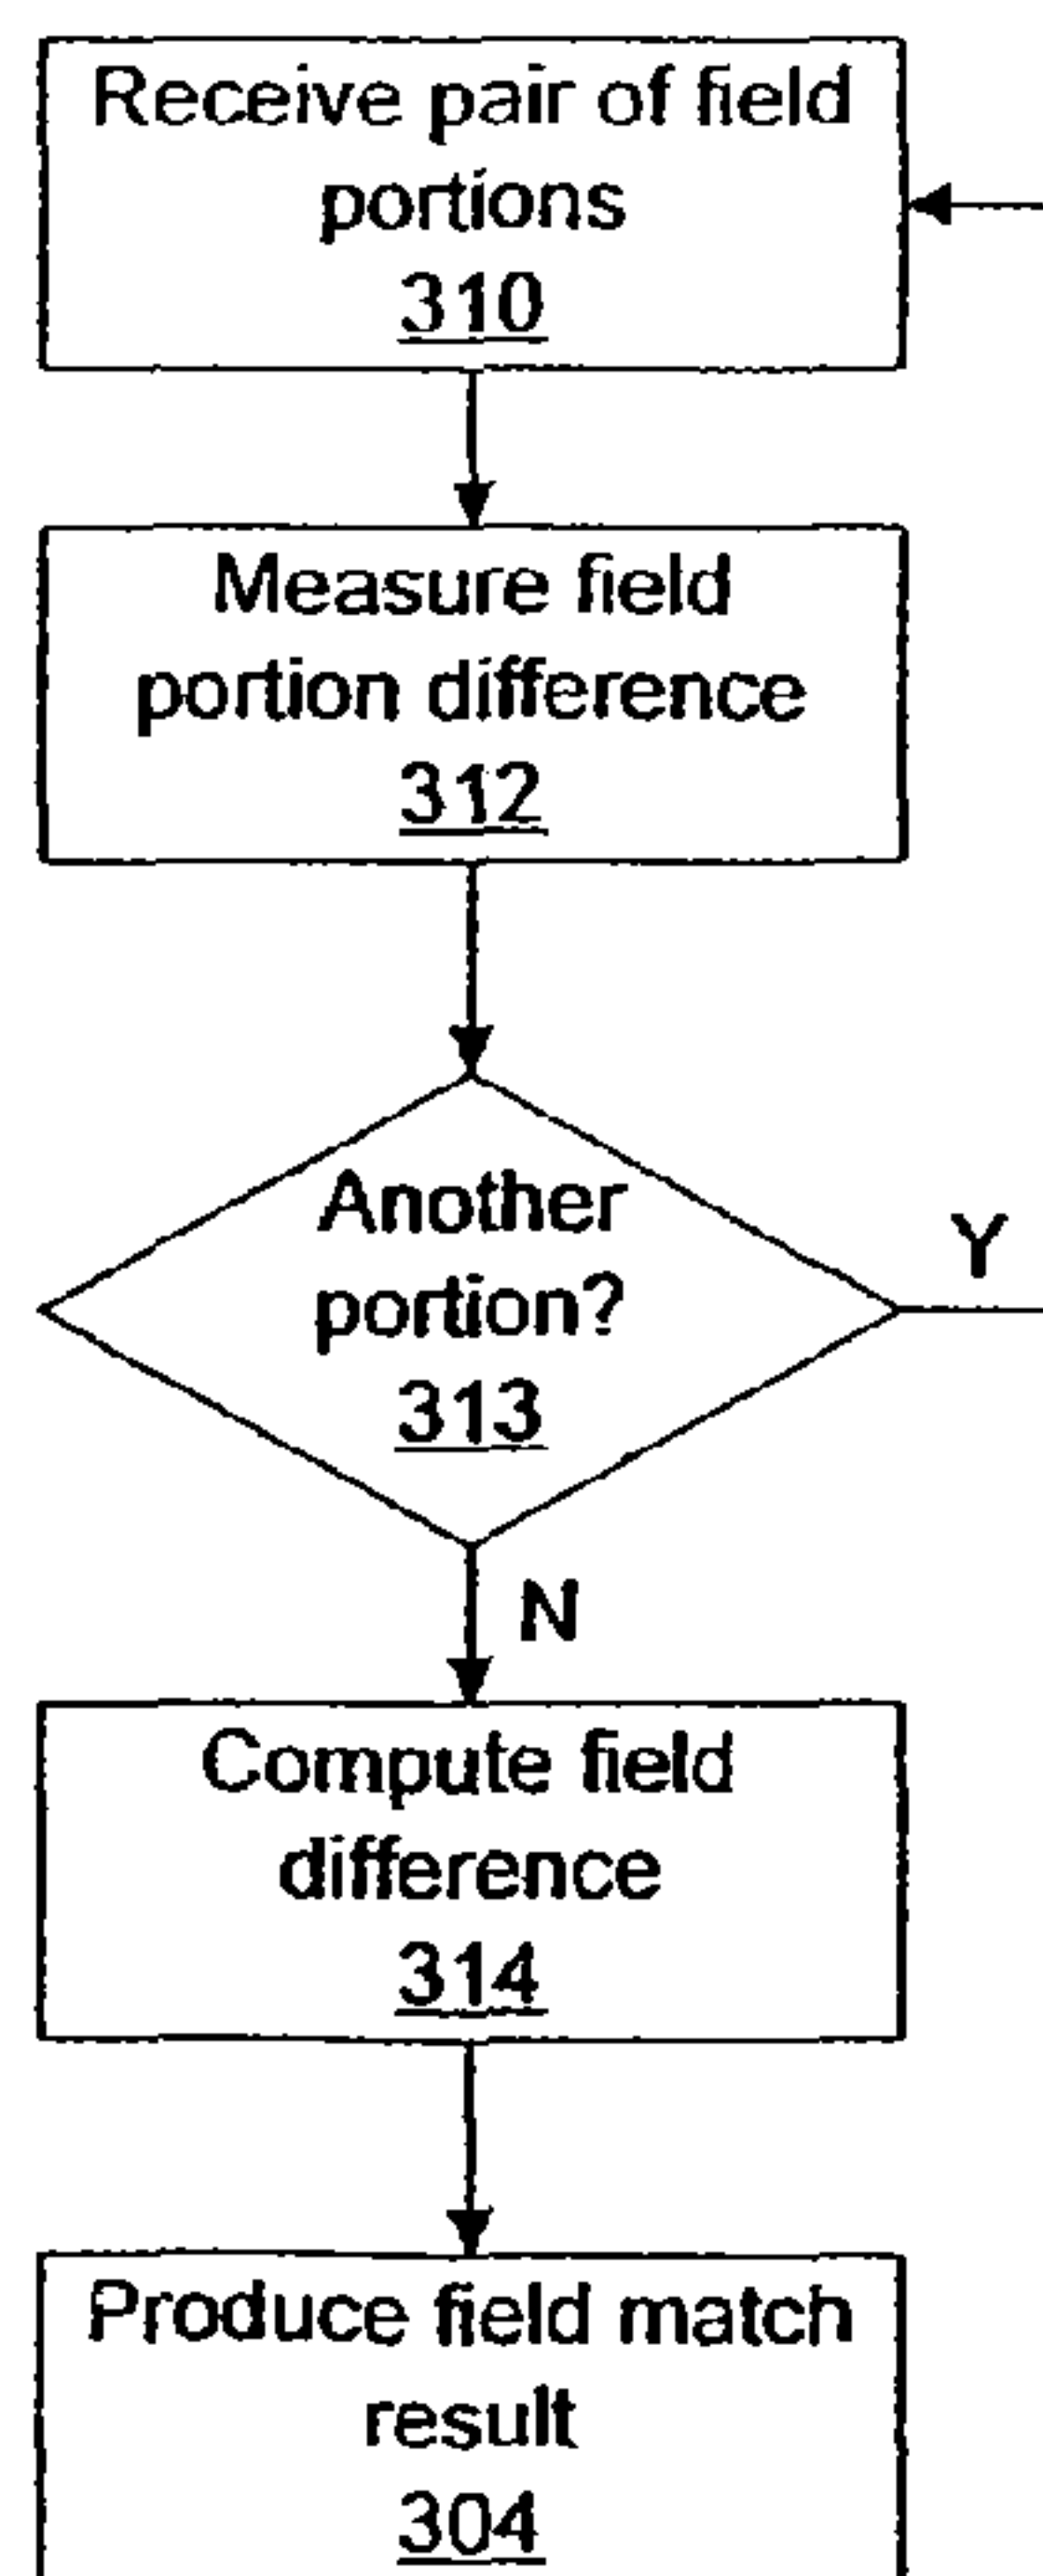 Receive pair of field
portions
310
Measure field
portion difference
312
Another
portion?
313
Y
N
Compute field
difference
314
Produce field match
result
304